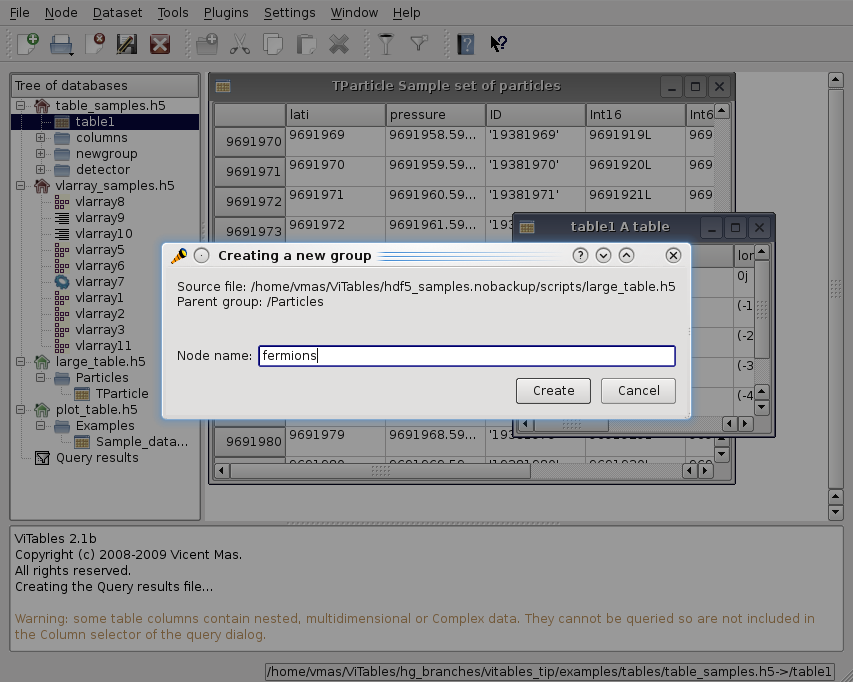 File Node Dataset Tools Plugins Settings Window Help
Tree of databases
table_samples.h5
table1
columns
newgroup
detector
vlarray_samples.h5
vlarray8
vlarray9
vlarray10
vlarray5
vlarray6
vlarray7
vlarray1
vlarray2
vlarray3
vlarray11
large_table.h5
Particles
TParticle
plot_table.h5
Examples
Sample_data...
Query results
TParticle Sample set of particles
lati pressure ID Int16 Int6
9691970 9691969 9691958.59... '19381969' 9691919L 969
9691971 9691970 9691959.59... '19381970' 9691920L 969
9691972 9691971 9691960.59... '19381971' 9691921L 969
9691973 9691972 9691961.59... '193
9691980 9691979 9691968.59...
table1 A table
0j
(-1
(-2
(-3
(-4
Creating a new group
Source file: /home/vmas/ViTables/hdf5_samples.nobackup/scripts/large_table.h5
Parent group: /Particles
Node name: fermions
Create Cancel
ViTables 2.1b
Copyright (c) 2008-2009 Vicent Mas.
All rights reserved.
Creating the Query results file...
Warning: some table columns contain nested, multidimensional or Complex data. They cannot be queried so are not included in
the Column selector of the query dialog.
/home/vmas/ViTables/hg_branches/vitables_tip/examples/tables/table_samples.h5->/table1